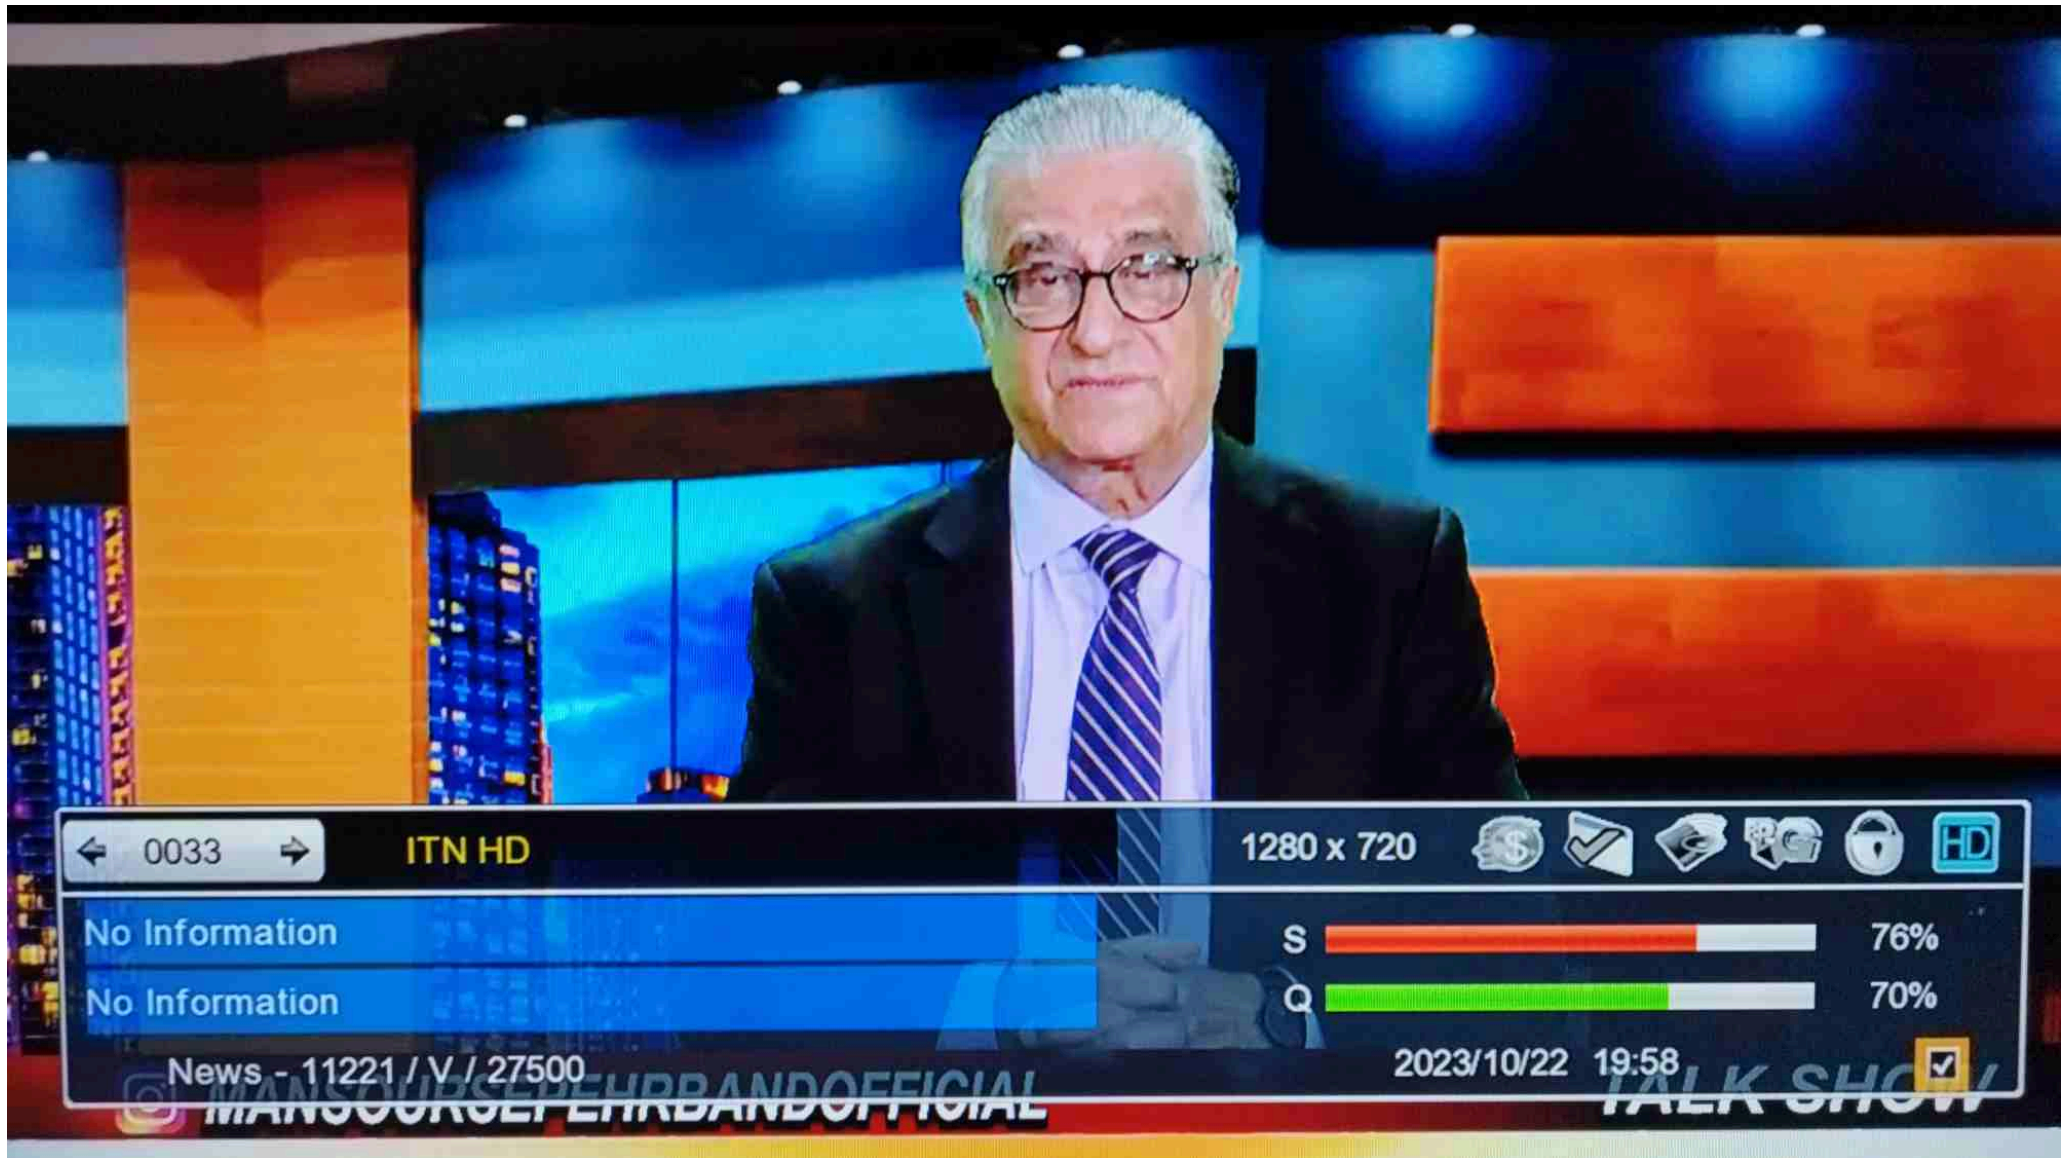 0033
ITN HD
1280 x 720
HD
No Information
S
76%
No Information
Q
70%
News - 11221 / V / 27500
2023/10/22 19:58
MANSOURSEPEHRBANDOFFICIAL
TALK SHOW